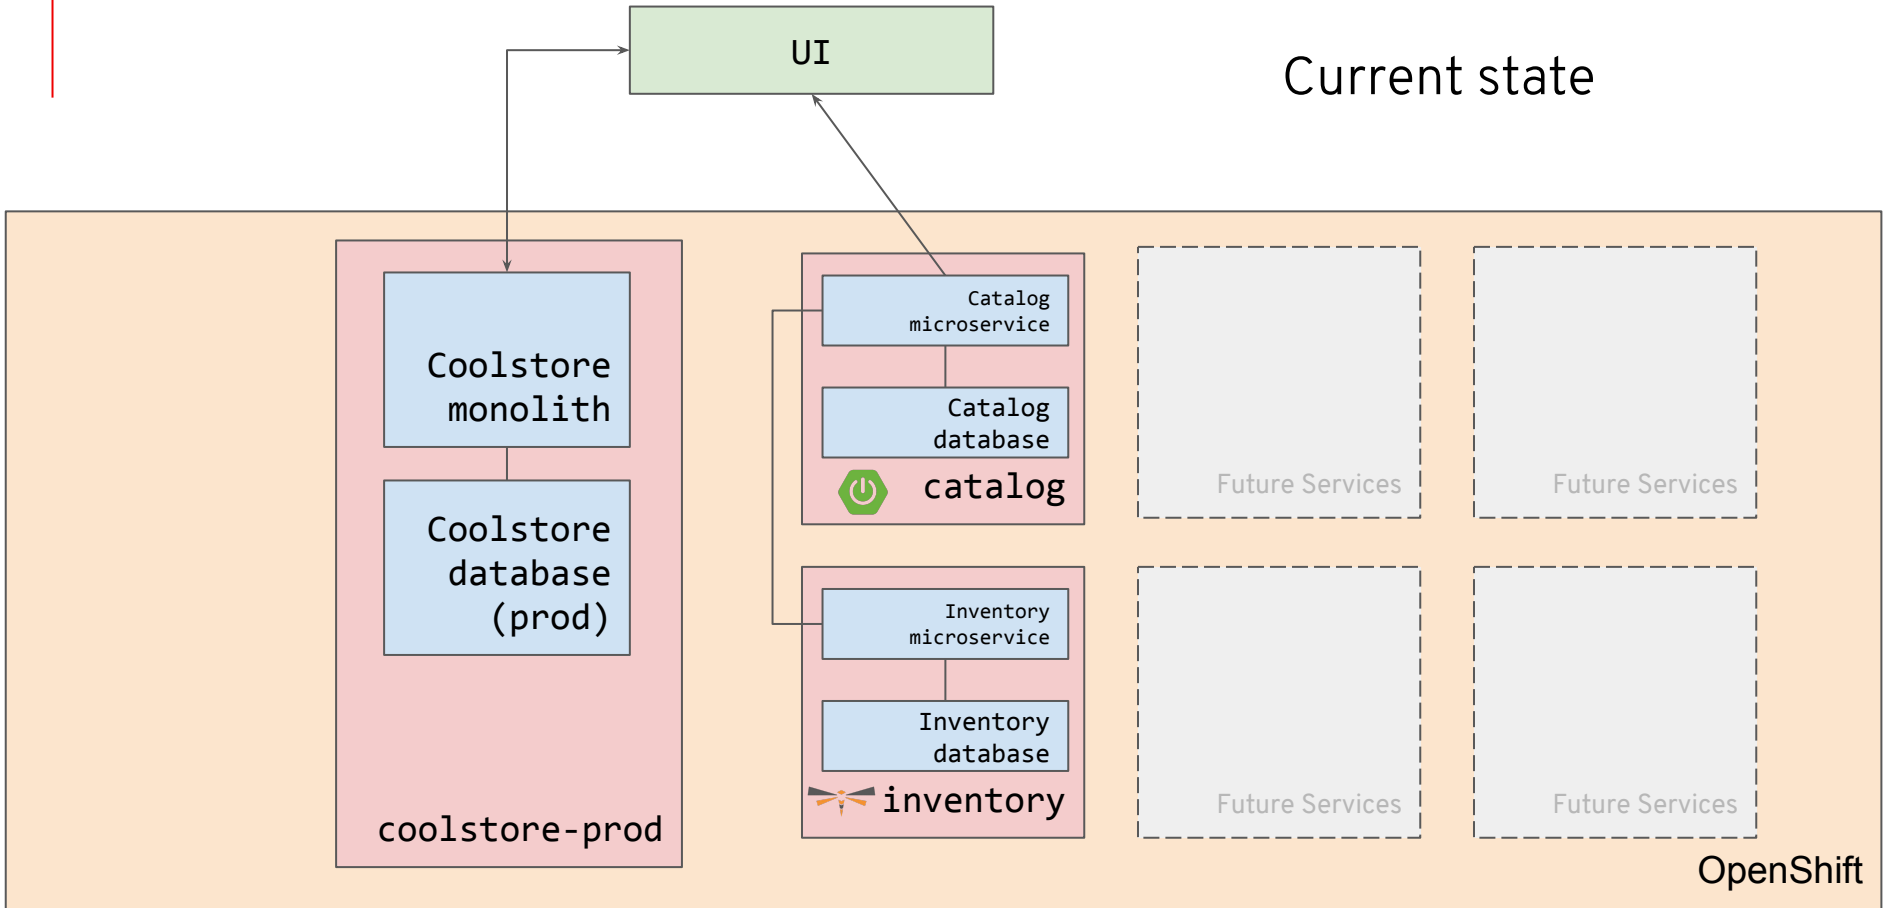 UI
Current state
Coolstore
monolith
Coolstore
database
(prod)
coolstore-prod
Catalog
microservice
Catalog
database
catalog
Inventory
microservice
Inventory
database
inventory
Future Services
Future Services
Future Services
Future Services
OpenShift